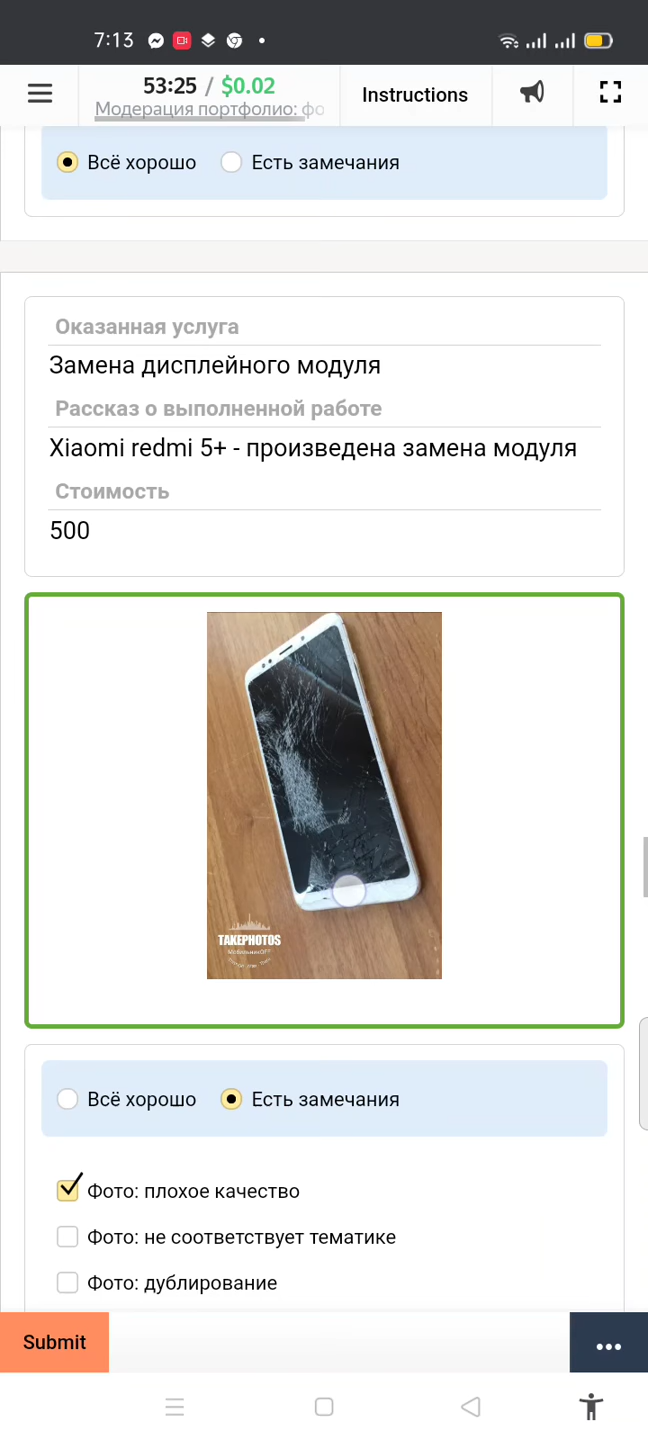 7:13
53:25 / $0.02
Модерация портфолио: фо
Instructions
Всё хорошо
Есть замечания
Оказанная услуга
Замена дисплейного модуля
Рассказ о выполненной работе
Xiaomi redmi 5+ - произведена замена модуля
Стоимость
500
TAKEPHOTOS
Всё хорошо
Есть замечания
Фото: плохое качество
Фото: не соответствует тематике
Фото: дублирование
Submit